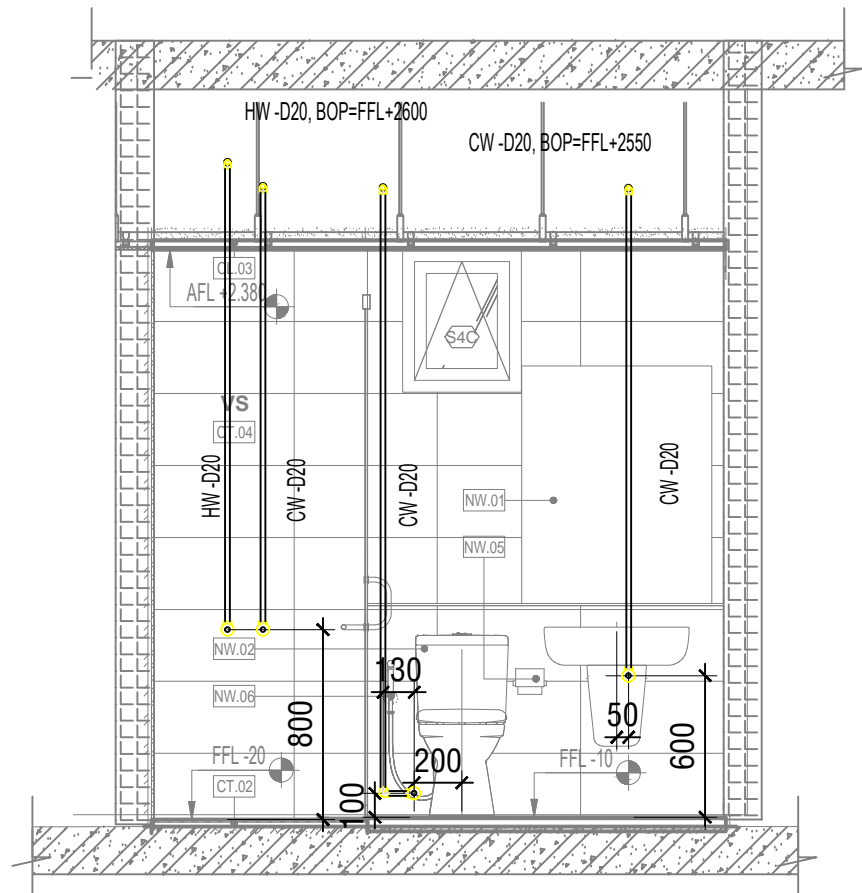 HW -D20, BOP=FFL+2600
CW -D20, BOP=FFL+2550
CL.03
AFL +2.380
S4C
VS
CT.04
HW -D20
CW -D20
CW -D20
CW -D20
NW.01
NW.05
NW.02
130
NW.06
800
50
600
FFL -20
200
FFL -10
CT.02
100